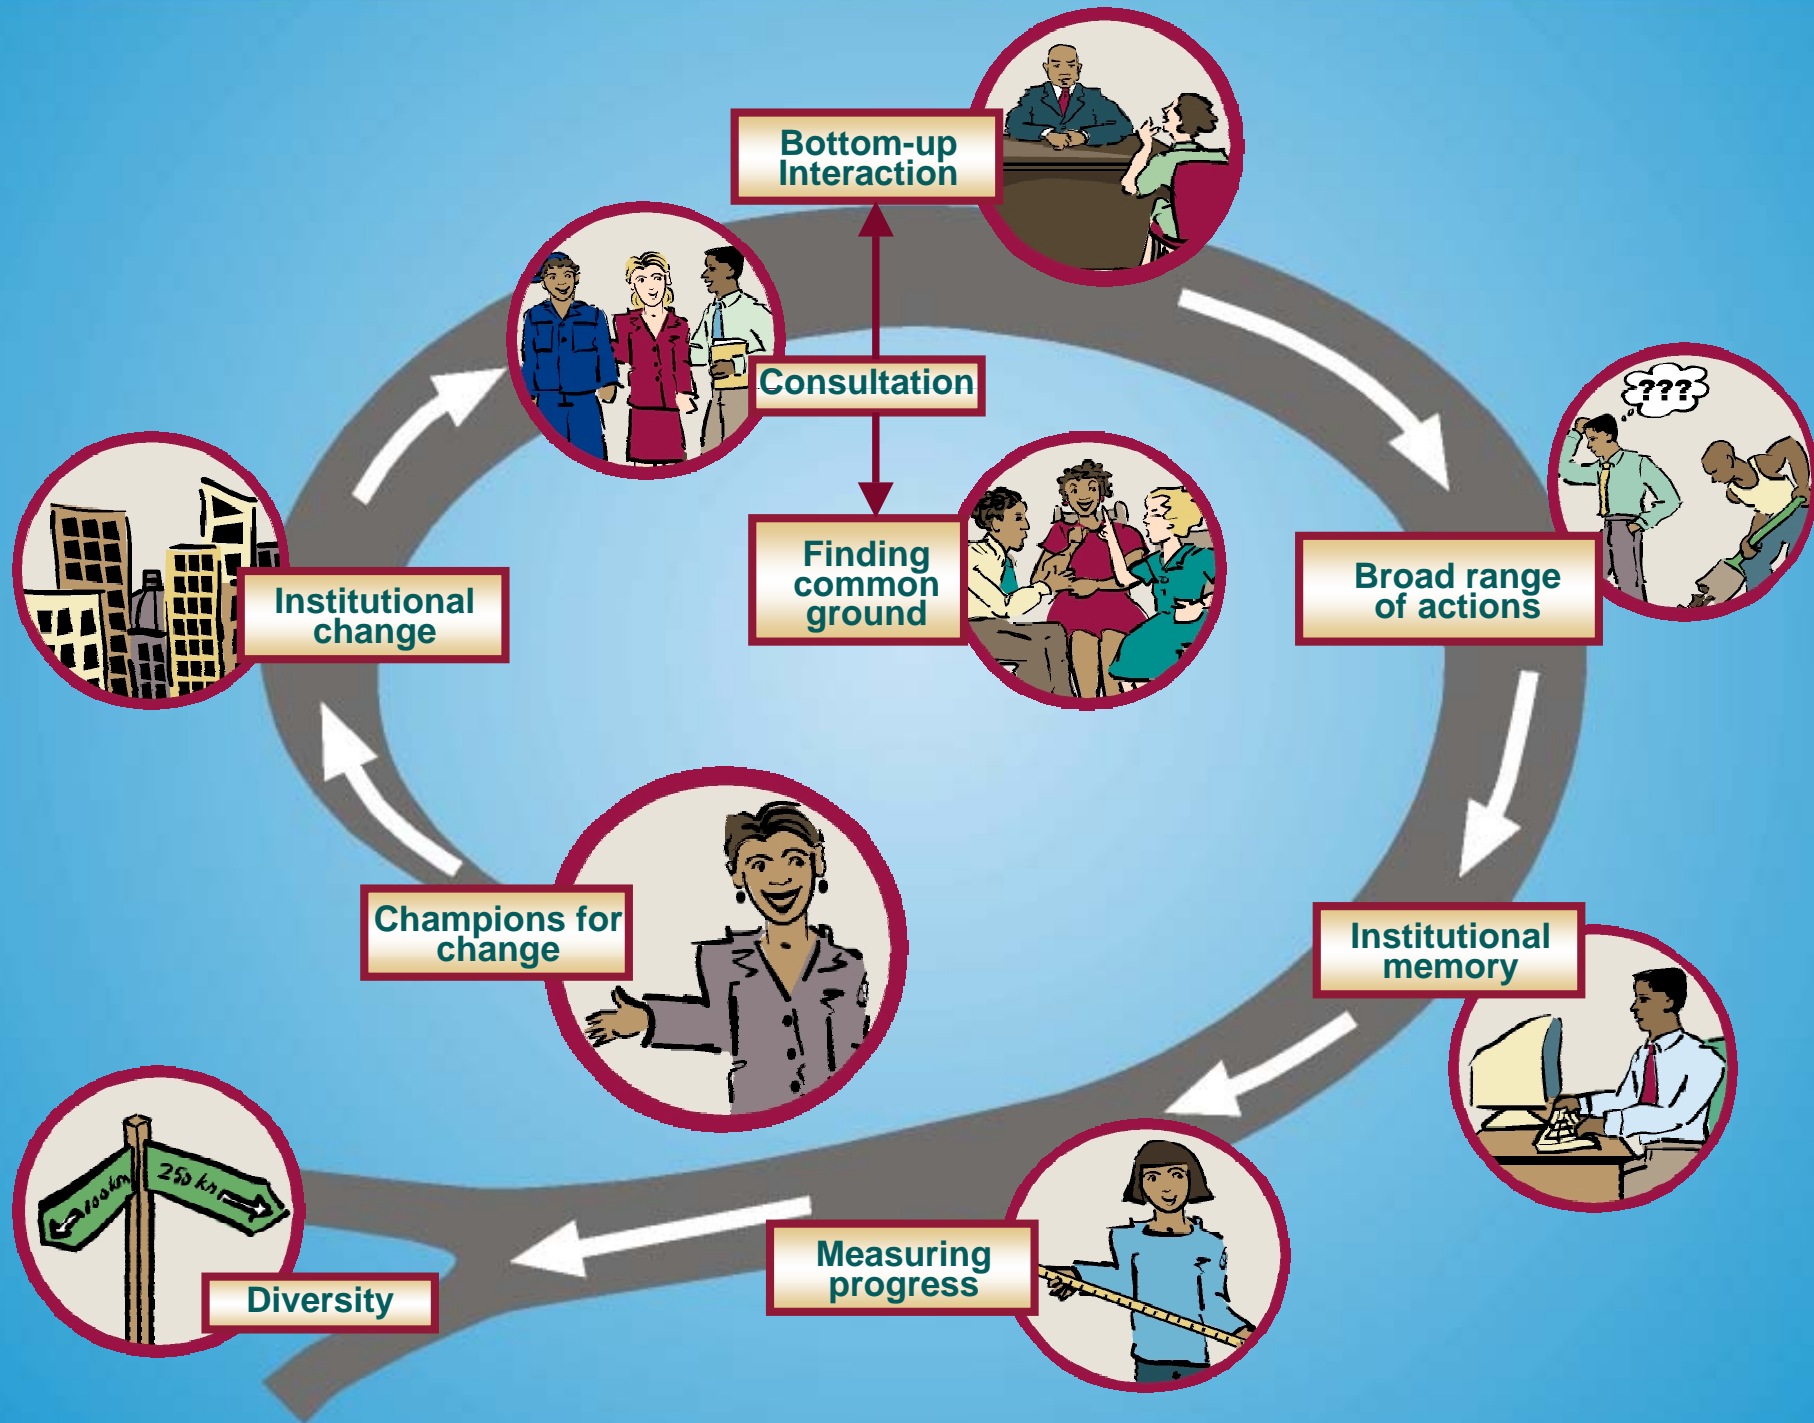 Bottom-up
Interaction
Consultation
???
Finding
common
ground
Broad range
of actions
Institutional
change
Champions for
change
Institutional
memory
100km
250 km
Measuring
progress
Diversity